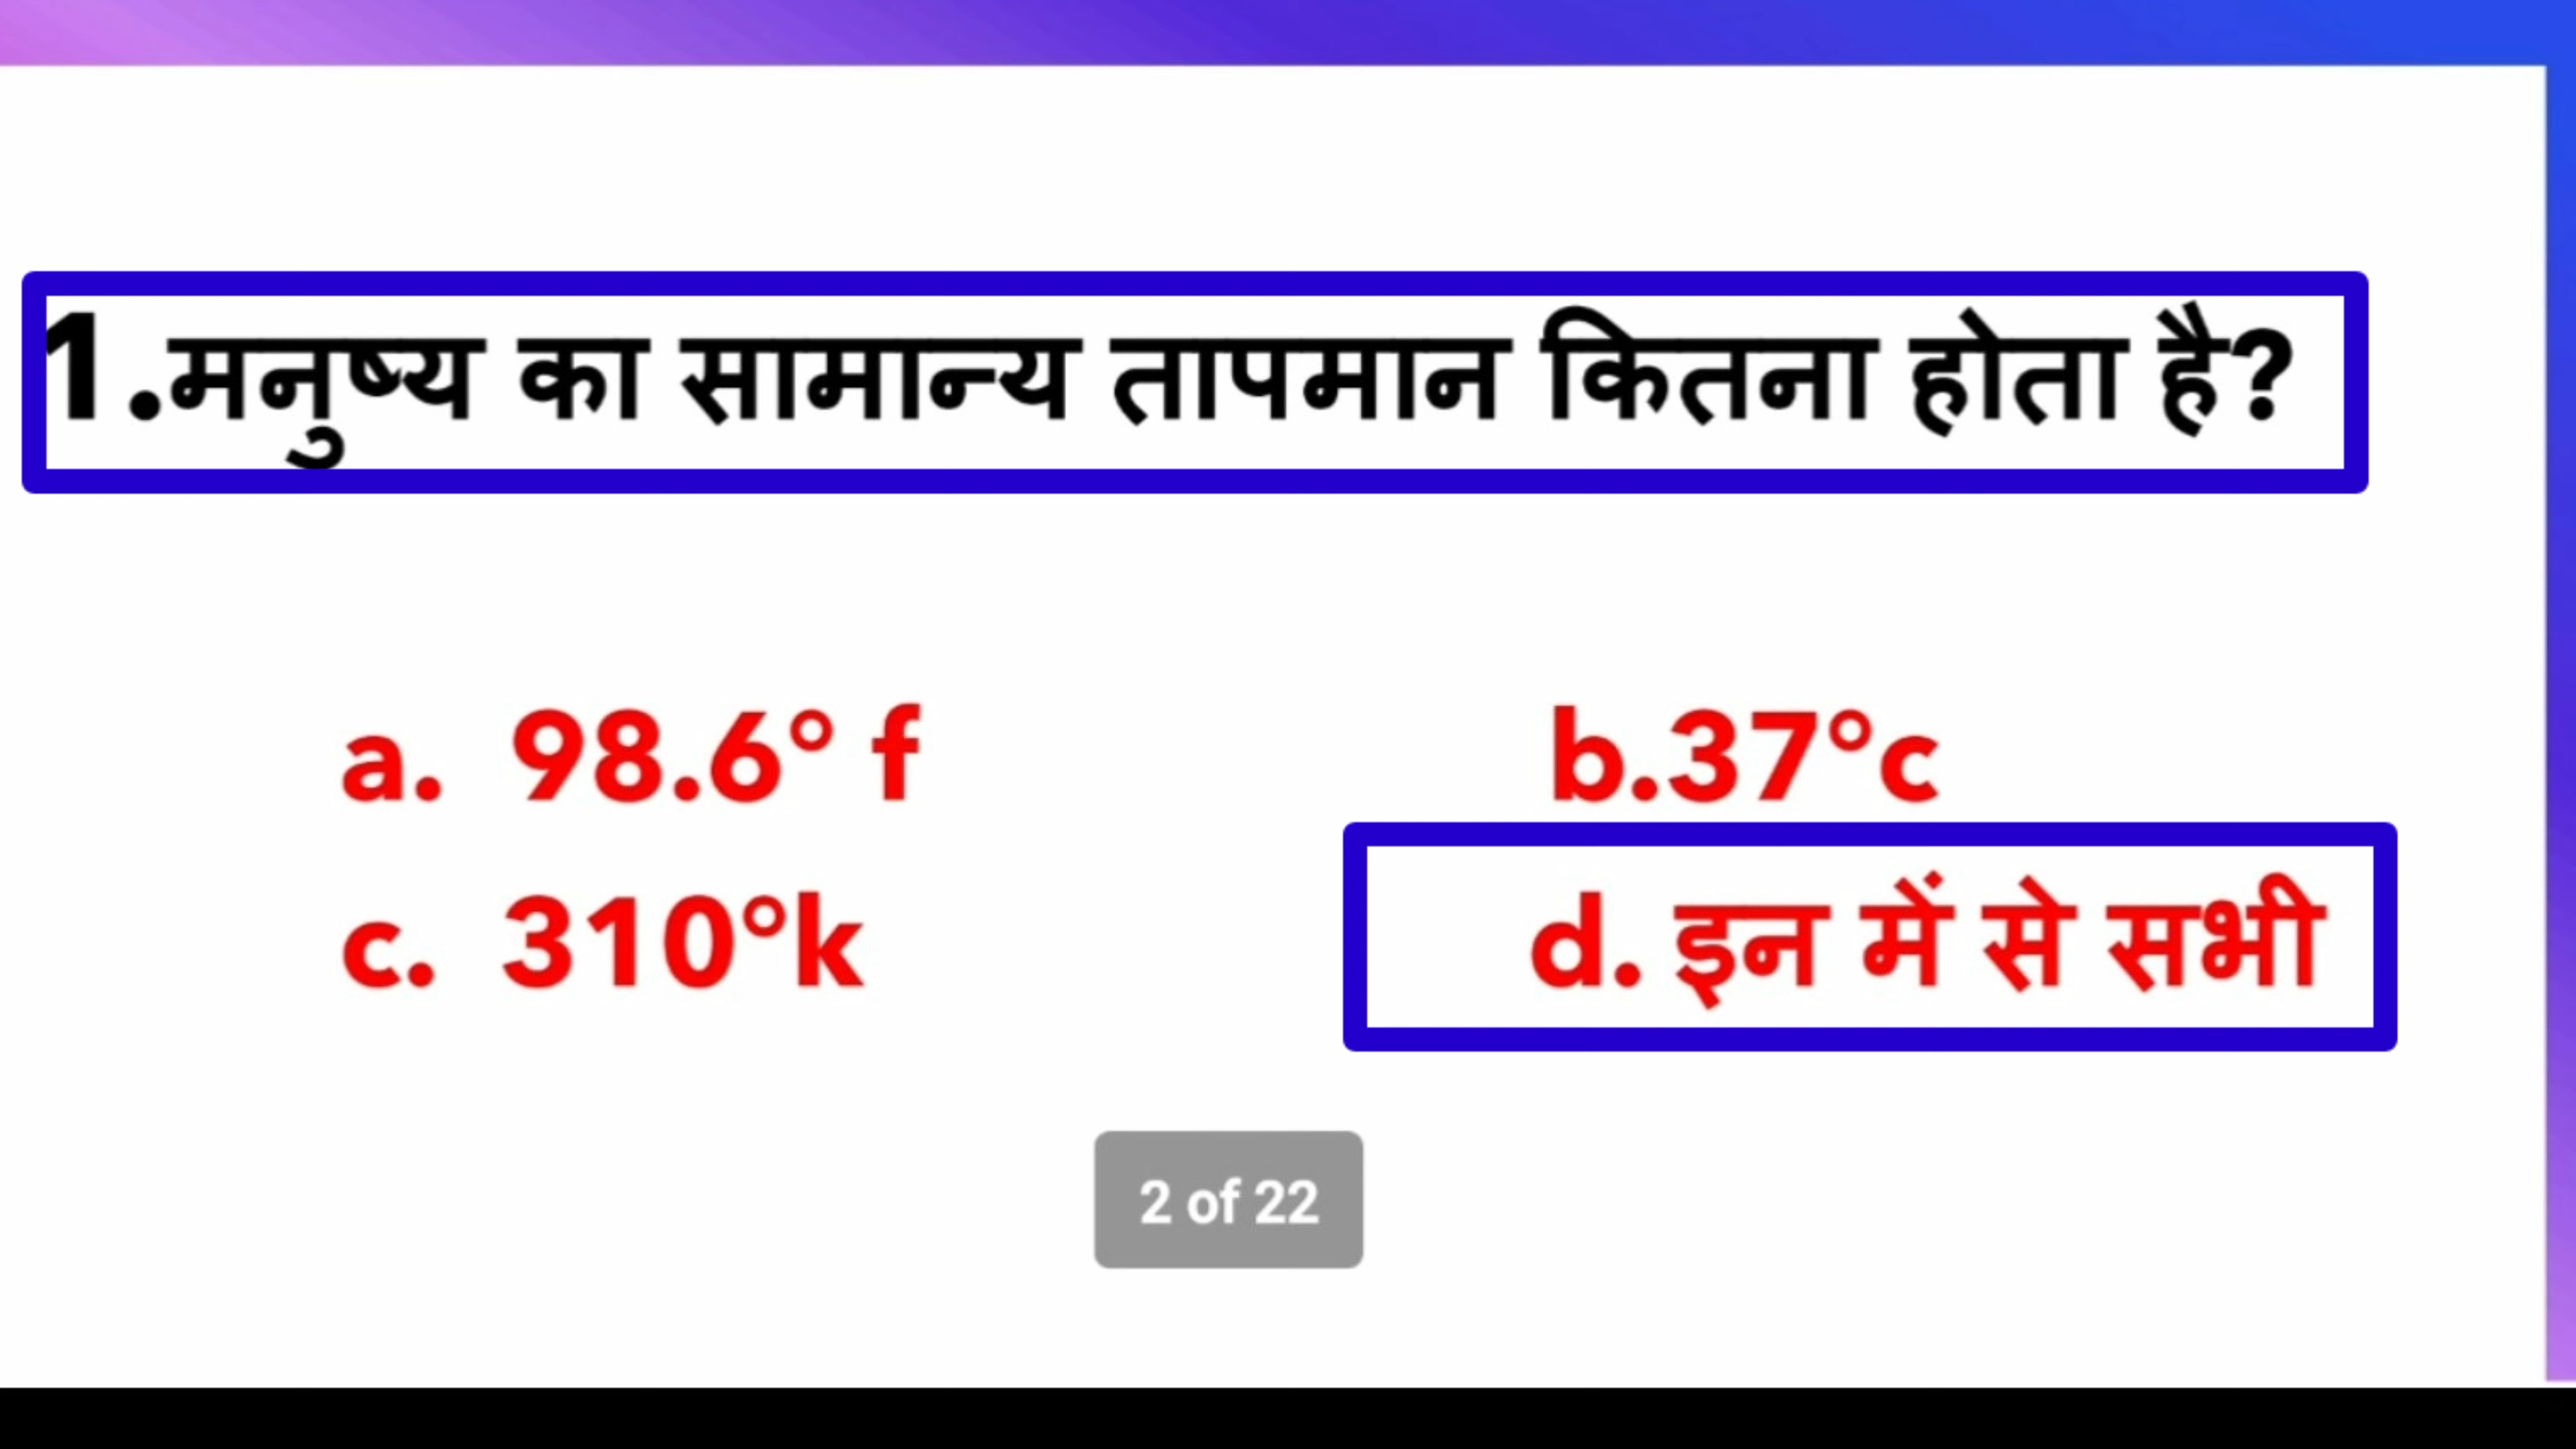 1.मनुष्य का सामान्य तापमान कितना होता है?
a. 98.6° f
b.37°c
c. 310°k
d. इन में से सभी
2 of 22